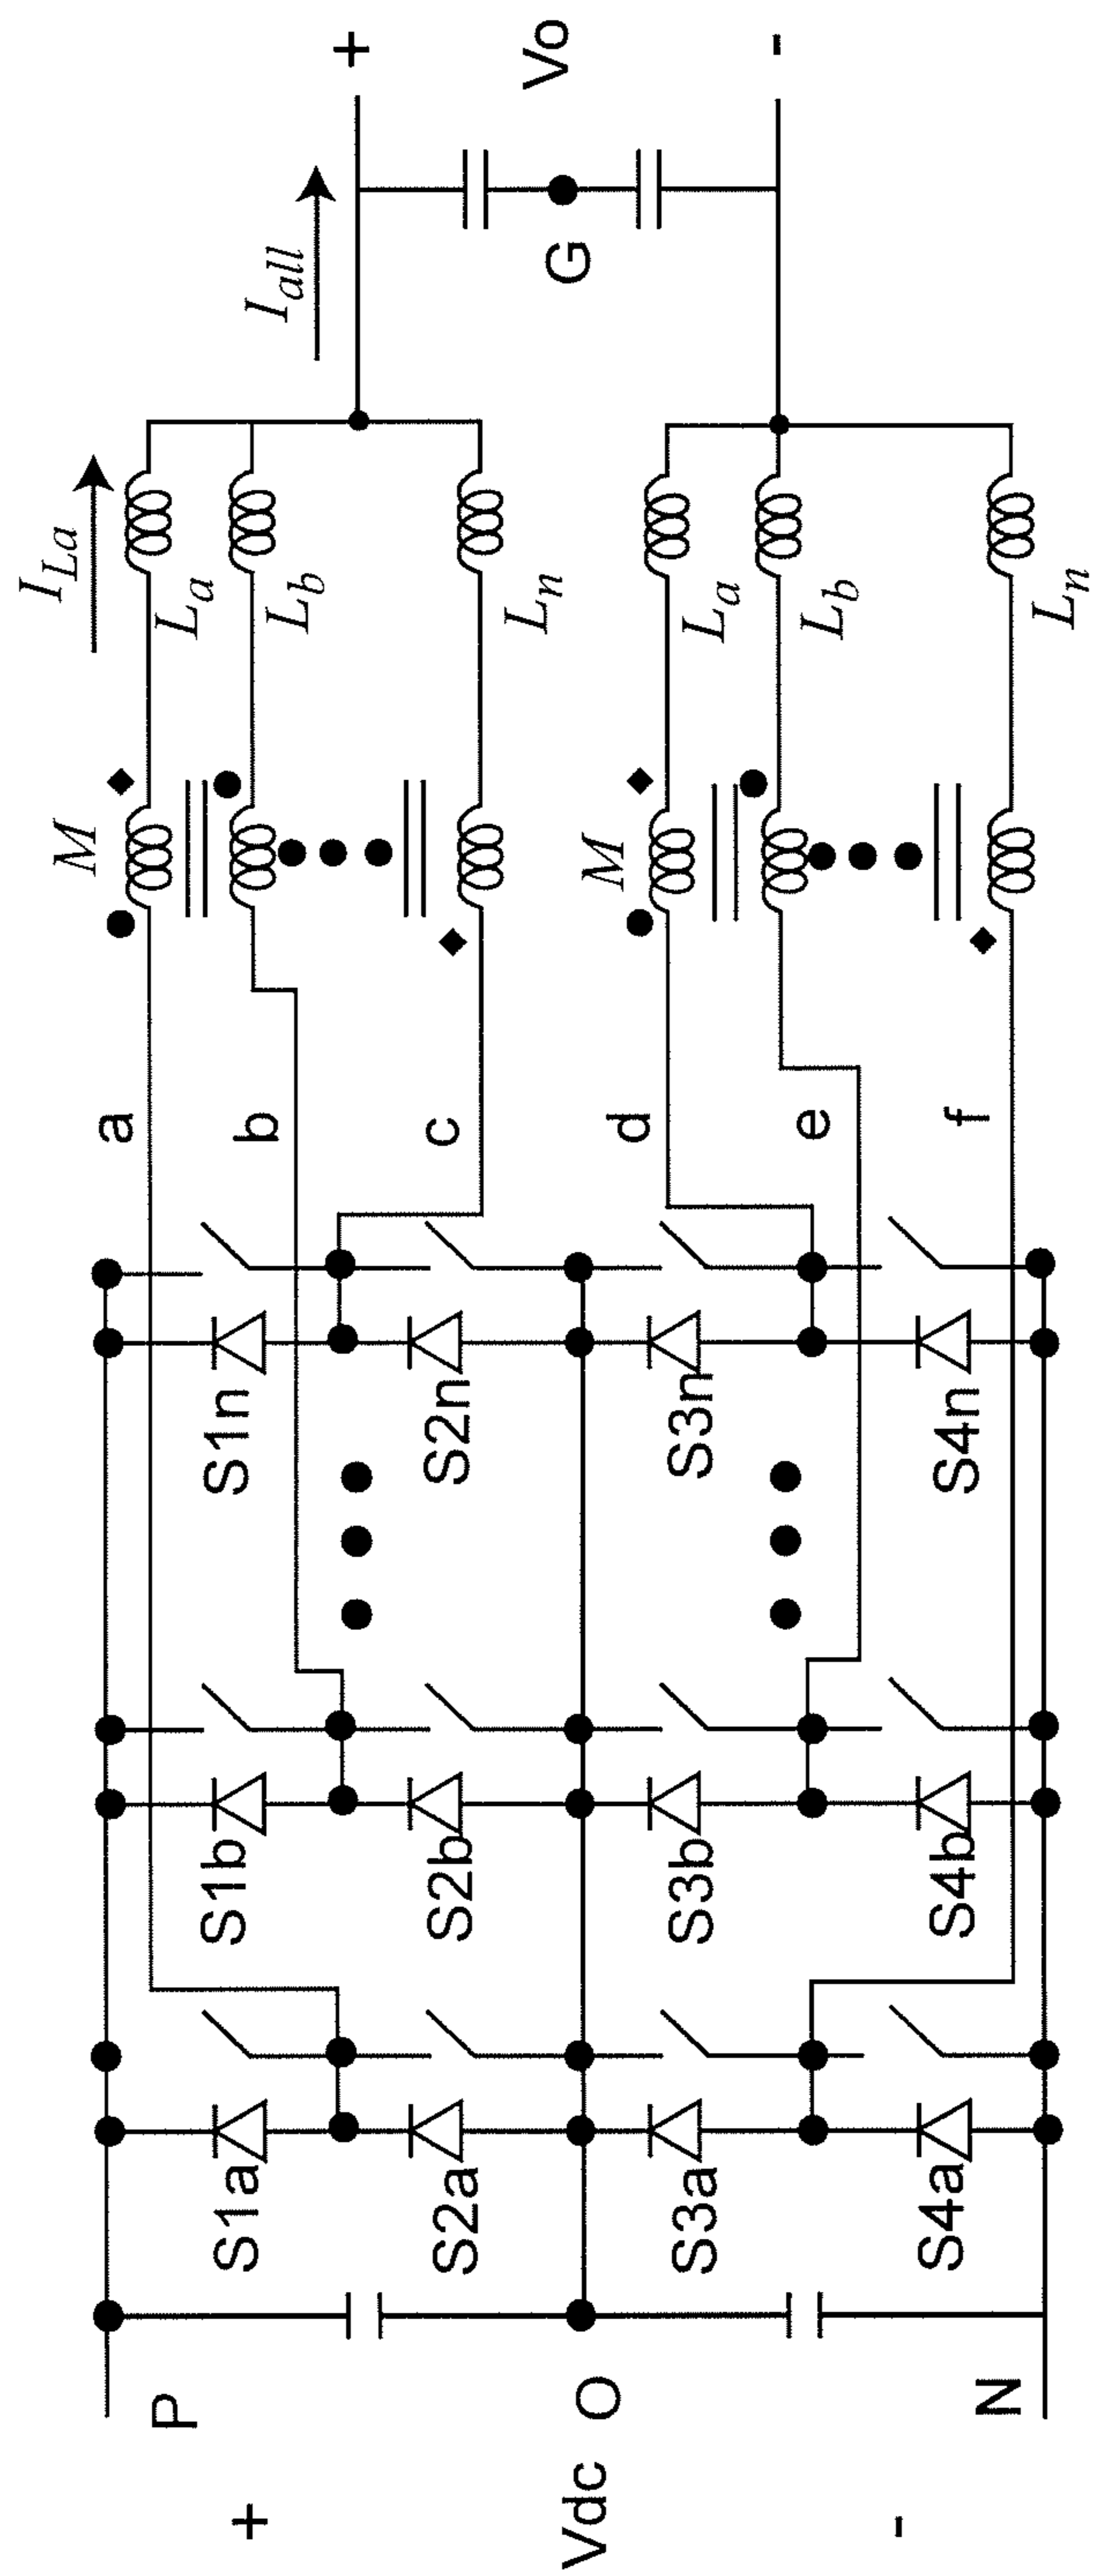 +
Vdc
-
P
O
N
S1a
S2a
S3a
S4a
S1b
S2b
S3b
S4b
S1n
S2n
S3n
S4n
a
b
c
d
e
f
M
M
I_La
L_a
L_b
L_n
L_a
L_b
L_n
I_all
G
+
Vo
-